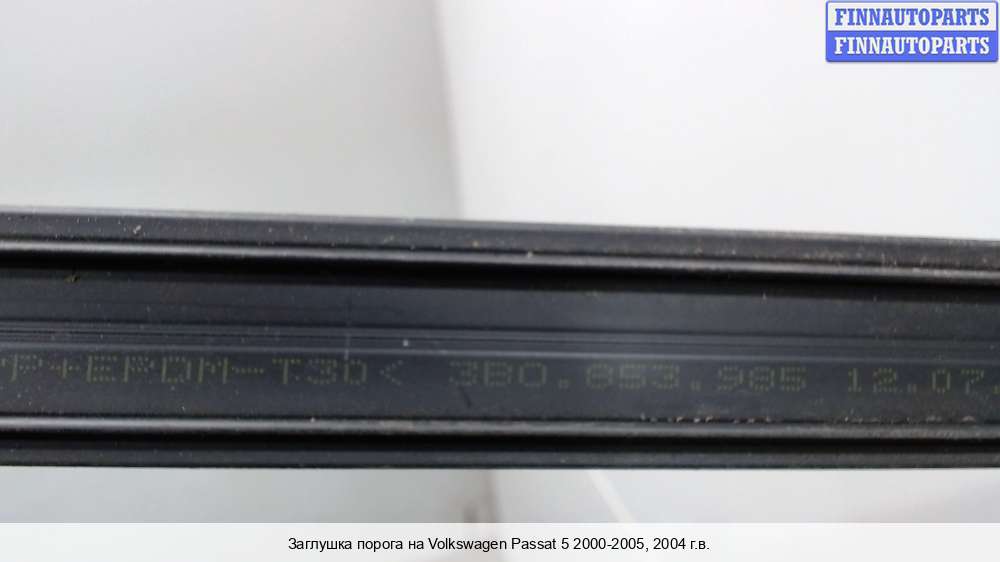 FINNAUTOPARTS
FINNAUTOPARTS
P+EPDM-T30< 3B0.853.985 12.07
Заглушка порога на Volkswagen Passat 5 2000-2005, 2004 г.в.